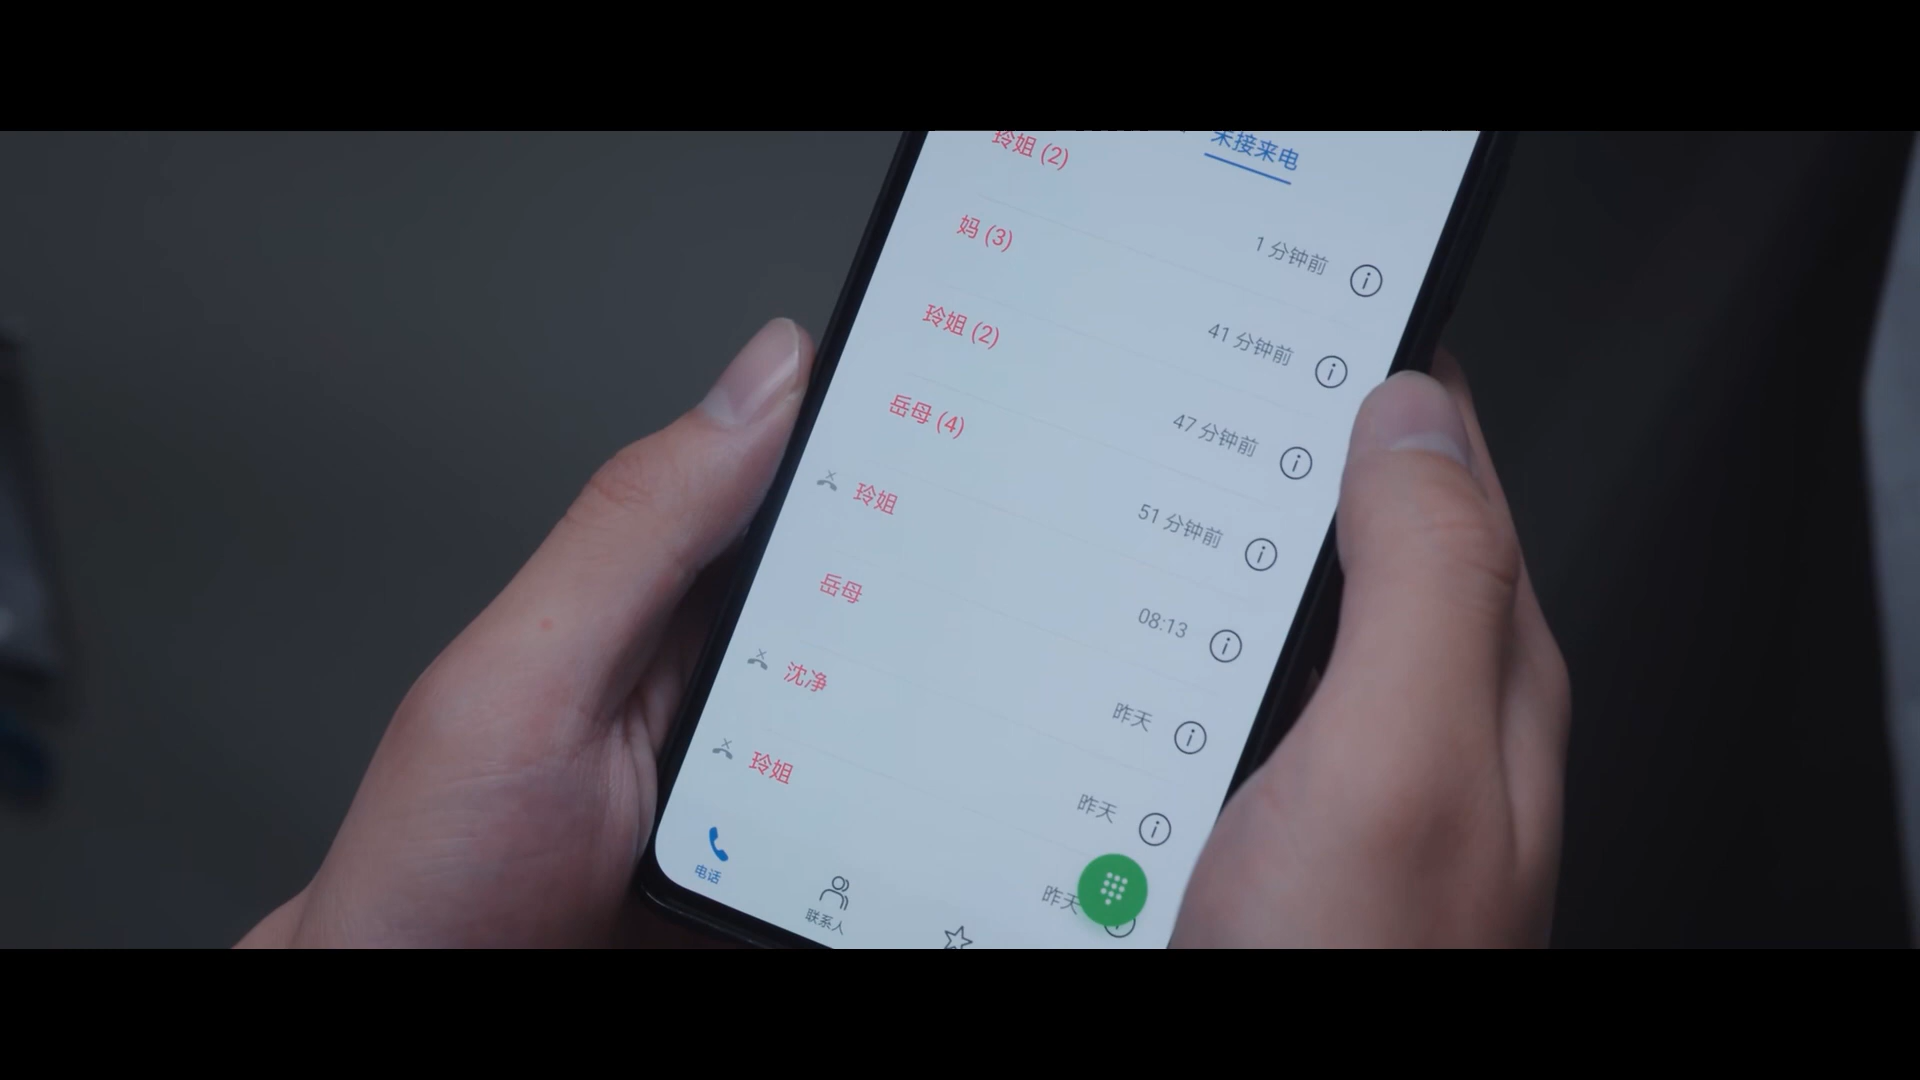 未接来电
玲姐 (2)
1 分钟前
妈 (3)
41 分钟前
玲姐 (2)
47 分钟前
岳母 (4)
51 分钟前
玲姐
08:13
岳母
昨天
沈净
昨天
玲姐
昨天
电话
联系人